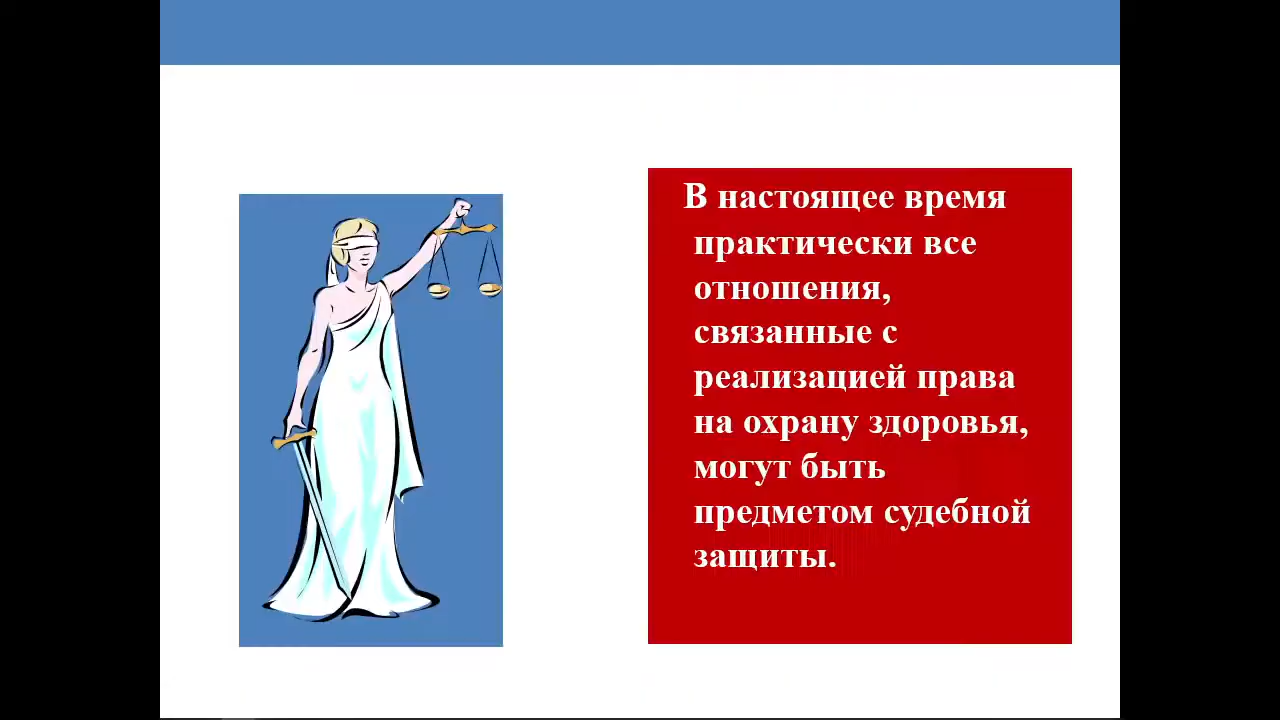 В настоящее время
практически все
отношения,
связанные с
реализацией права
на охрану здоровья,
могут быть
предметом судебной
защиты.